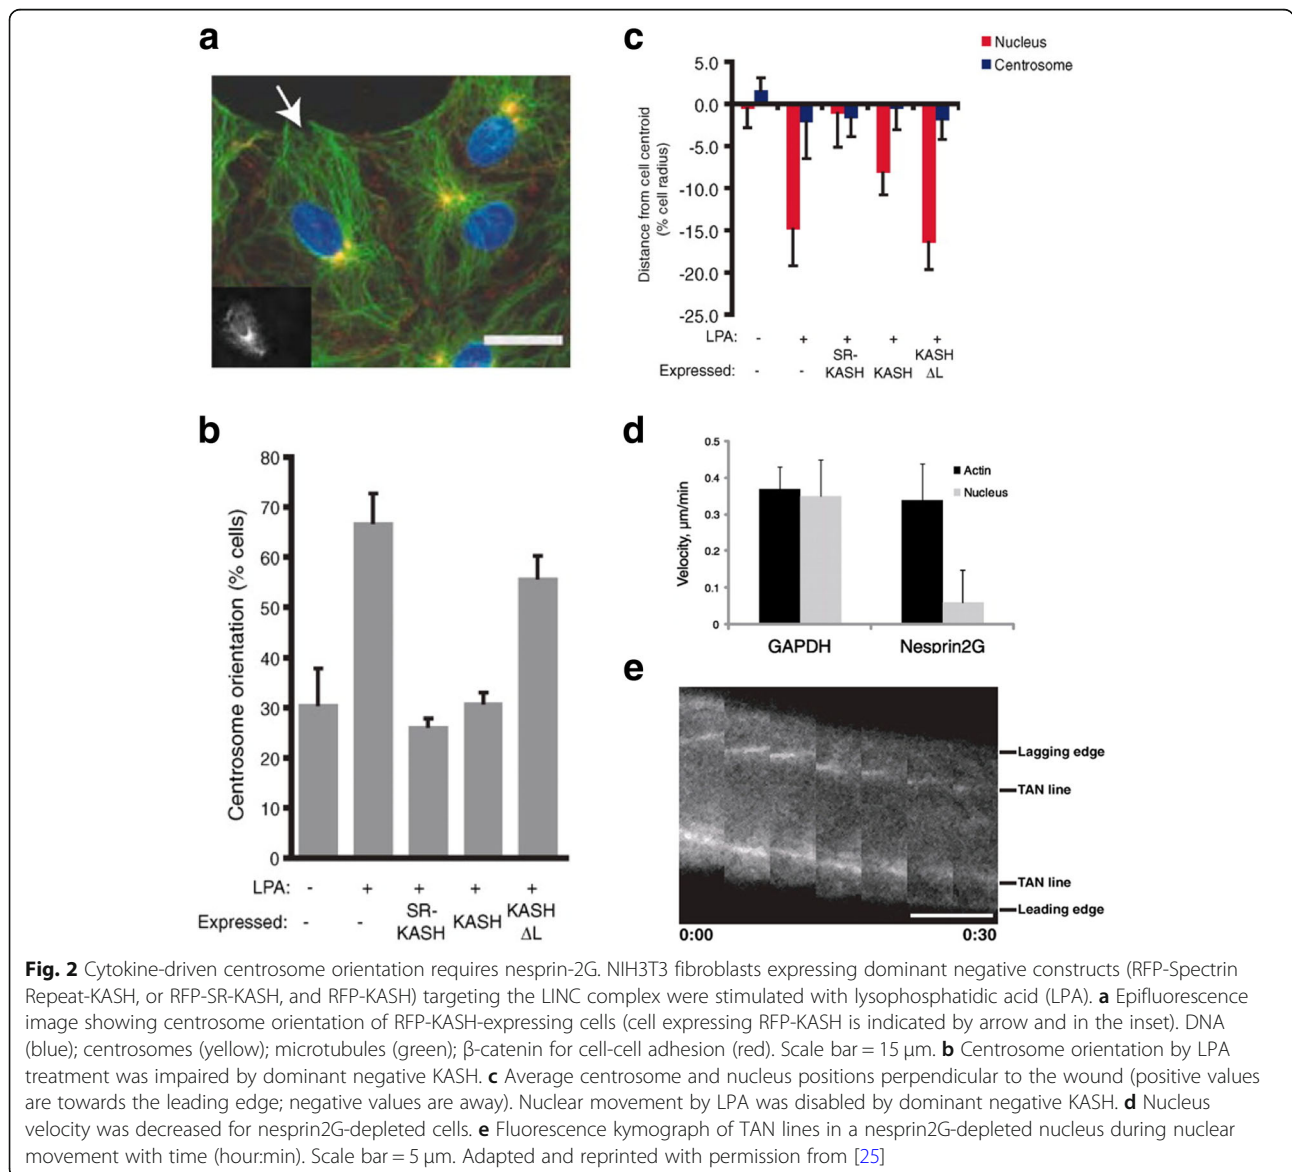 a
c
Nucleus
Centrosome
5.0
0.0
-5.0
-10.0
-15.0
-20.0
-25.0
Distance from cell centroid
(% cell radius)
LPA: - + + + +
Expressed: - - SR-KASH KASH KASH ΔL
b
80
70
60
50
40
30
20
10
0
Centrosome orientation (% cells)
LPA: - + + + +
Expressed: - - SR-KASH KASH KASH ΔL
d
0.5
0.4
0.3
0.2
0.1
0
Velocity, µm/min
Actin
Nucleus
GAPDH Nesprin2G
e
Lagging edge
TAN line
TAN line
Leading edge
0:00 0:30
Fig. 2 Cytokine-driven centrosome orientation requires nesprin-2G. NIH3T3 fibroblasts expressing dominant negative constructs (RFP-Spectrin
Repeat-KASH, or RFP-SR-KASH, and RFP-KASH) targeting the LINC complex were stimulated with lysophosphatidic acid (LPA). a Epifluorescence
image showing centrosome orientation of RFP-KASH-expressing cells (cell expressing RFP-KASH is indicated by arrow and in the inset). DNA
(blue); centrosomes (yellow); microtubules (green); β-catenin for cell-cell adhesion (red). Scale bar = 15 µm. b Centrosome orientation by LPA
treatment was impaired by dominant negative KASH. c Average centrosome and nucleus positions perpendicular to the wound (positive values
are towards the leading edge; negative values are away). Nuclear movement by LPA was disabled by dominant negative KASH. d Nucleus
velocity was decreased for nesprin2G-depleted cells. e Fluorescence kymograph of TAN lines in a nesprin2G-depleted nucleus during nuclear
movement with time (hour:min). Scale bar = 5 µm. Adapted and reprinted with permission from [25]